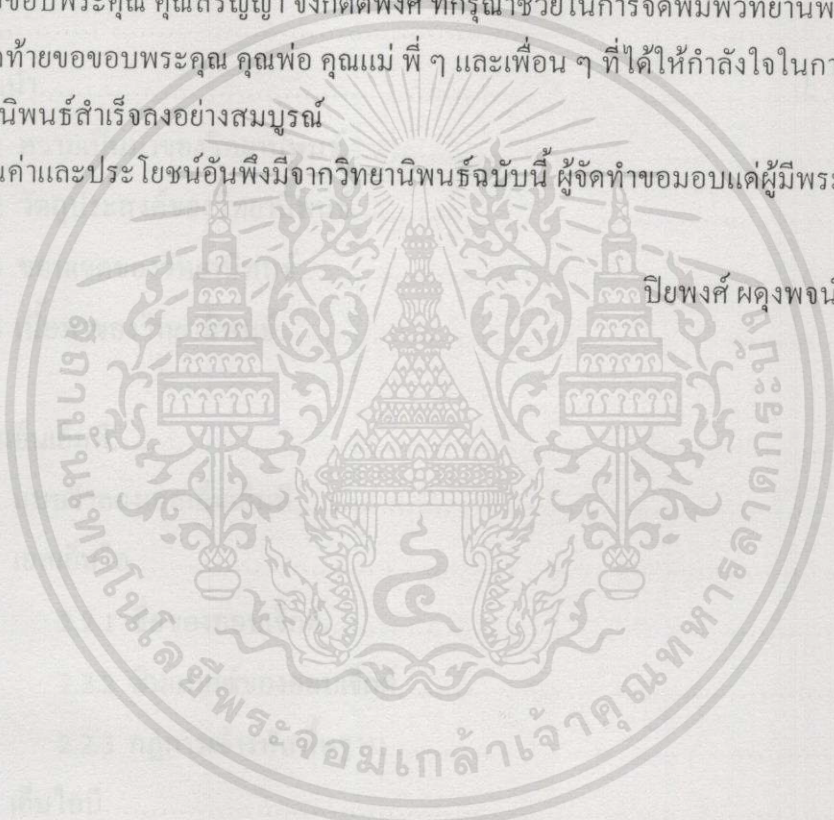 ขอบพระคุณ คุณสรัญญา จึงกิตติพงศ์ ที่กรุณาช่วยในการจัดพิมพ์วิทยานิพ
ท้ายขอขอบพระคุณ คุณพ่อ คุณแม่ พี่ ๆ และเพื่อน ๆ ที่ได้ให้กำลังใจในกา
นิพนธ์สำเร็จลงอย่างสมบูรณ์
ค่าและประโยชน์อันพึงมีจากวิทยานิพนธ์ฉบับนี้ ผู้จัดทำขอมอบแด่ผู้มีพระ
ปิยพงศ์ ผดุงพจน์
สถาบันเทคโนโลยีพระจอมเกล้าเจ้าคุณทหารลาดกระบัง